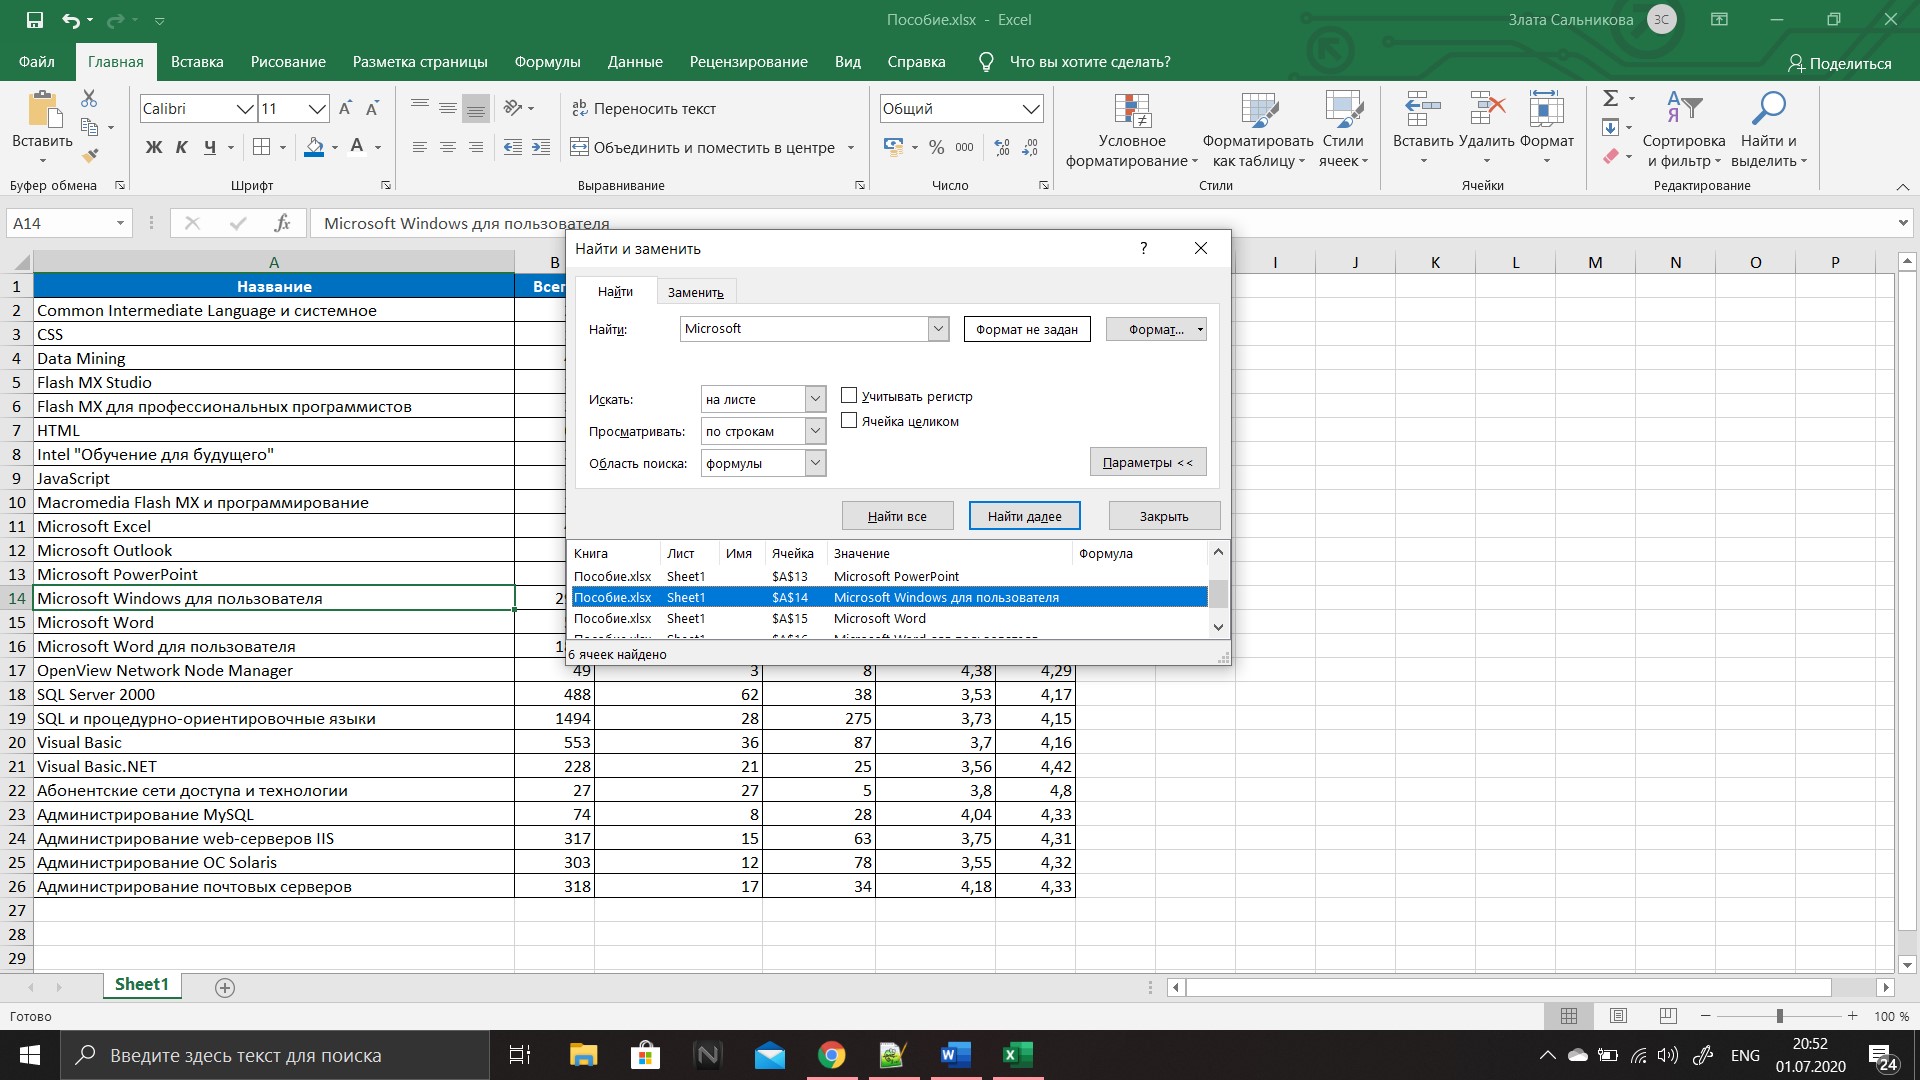 Пособие.xlsx - Excel
Злата Сальникова
ЗС
Файл Главная Вставка Рисование Разметка страницы Формулы Данные Рецензирование Вид Справка Что вы хотите сделать? Поделиться
Вставить
Буфер обмена
Calibri 11
Ж К Ч
Шрифт
Переносить текст
Объединить и поместить в центре
Выравнивание
Общий
% 000
Число
Условное форматирование
Форматировать как таблицу
Стили ячеек
Стили
Вставить Удалить Формат
Ячейки
Сортировка и фильтр
Найти и выделить
Редактирование
A14 fx Microsoft Windows для пользователя
A B I J K L M N O P
1 Название
2 Common Intermediate Language и системное
3 CSS
4 Data Mining
5 Flash MX Studio
6 Flash MX для профессиональных программистов
7 HTML
8 Intel "Обучение для будущего"
9 JavaScript
10 Macromedia Flash MX и программирование
11 Microsoft Excel
12 Microsoft Outlook
13 Microsoft PowerPoint
14 Microsoft Windows для пользователя
15 Microsoft Word
16 Microsoft Word для пользователя
17 OpenView Network Node Manager 49 3 8 4,38 4,29
18 SQL Server 2000 488 62 38 3,53 4,17
19 SQL и процедурно-ориентировочные языки 1494 28 275 3,73 4,15
20 Visual Basic 553 36 87 3,7 4,16
21 Visual Basic.NET 228 21 25 3,56 4,42
22 Абонентские сети доступа и технологии 27 27 5 3,8 4,8
23 Администрирование MySQL 74 8 28 4,04 4,33
24 Администрирование web-серверов IIS 317 15 63 3,75 4,31
25 Администрирование ОС Solaris 303 12 78 3,55 4,32
26 Администрирование почтовых серверов 318 17 34 4,18 4,33
27
28
29
Найти и заменить ?
Найти Заменить
Найти: Microsoft Формат не задан Формат...
Искать: на листе Учитывать регистр
Просматривать: по строкам Ячейка целиком
Область поиска: формулы Параметры <<
Найти все Найти далее Закрыть
Книга Лист Имя Ячейка Значение Формула
Пособие.xlsx Sheet1 $A$13 Microsoft PowerPoint
Пособие.xlsx Sheet1 $A$14 Microsoft Windows для пользователя
Пособие.xlsx Sheet1 $A$15 Microsoft Word
6 ячеек найдено
Sheet1
Готово
100 %
Введите здесь текст для поиска
ENG
20:52
01.07.2020
24